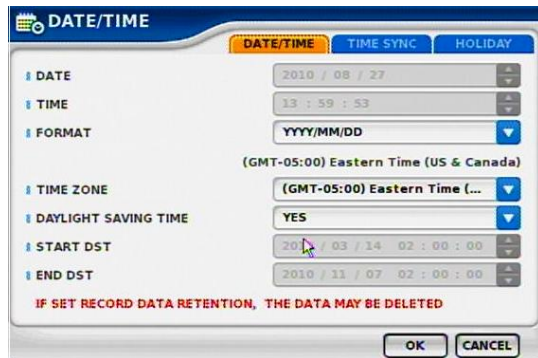 DATE/TIME
DATE/TIME TIME SYNC HOLIDAY
DATE 2010 / 08 / 27
TIME 13 : 59 : 53
FORMAT YYYY/MM/DD
(GMT-05:00) Eastern Time (US & Canada)
TIME ZONE (GMT-05:00) Eastern Time (...
DAYLIGHT SAVING TIME YES
START DST 2010 / 03 / 14 02 : 00 : 00
END DST 2010 / 11 / 07 02 : 00 : 00
IF SET RECORD DATA RETENTION, THE DATA MAY BE DELETED
OK CANCEL